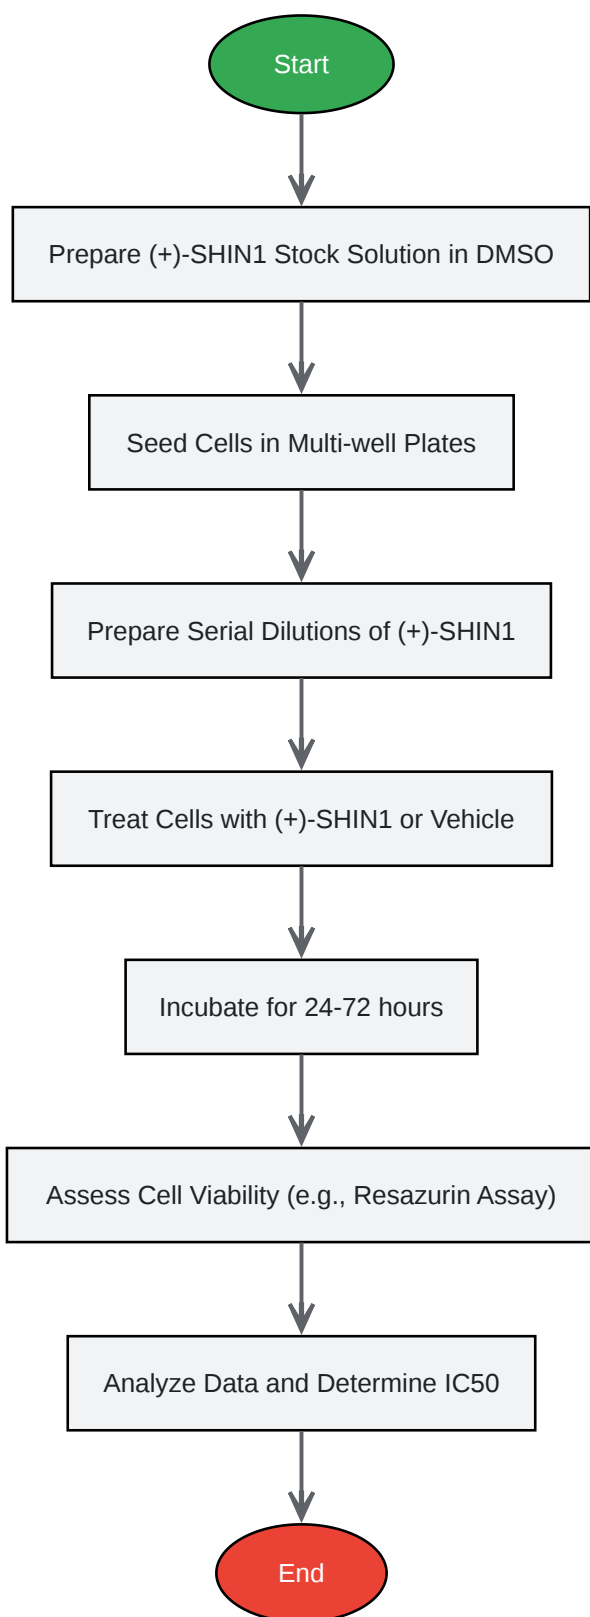 Start
Prepare (+)-SHIN1 Stock Solution in DMSO
Seed Cells in Multi-well Plates
Prepare Serial Dilutions of (+)-SHIN1
Treat Cells with (+)-SHIN1 or Vehicle
Incubate for 24-72 hours
Assess Cell Viability (e.g., Resazurin Assay)
Analyze Data and Determine IC50
End